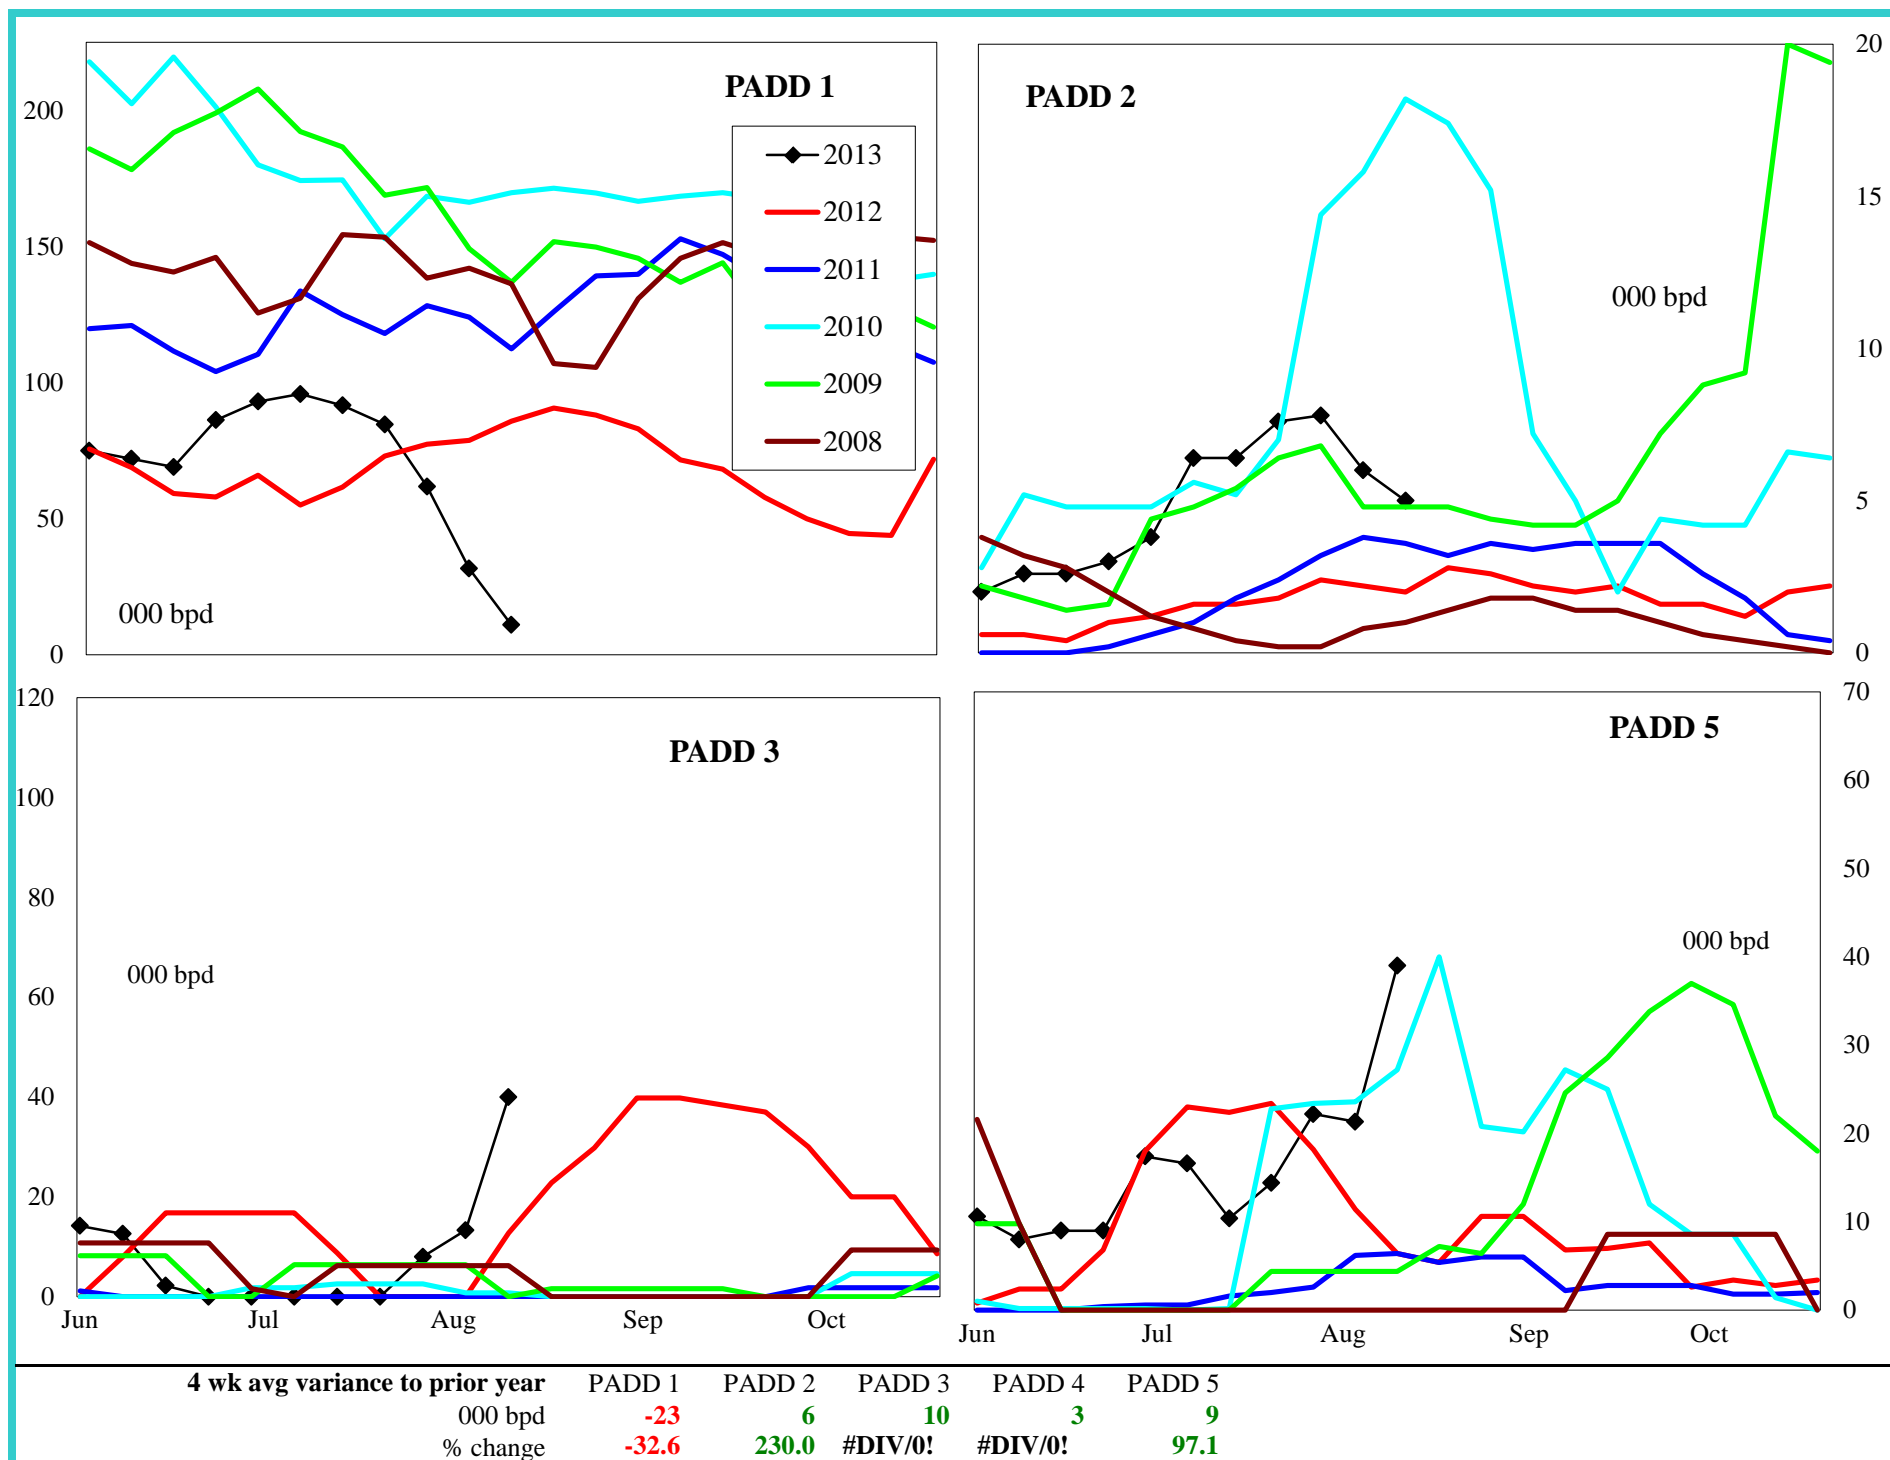 PADD 1
200
150
100
50
0
000 bpd
2013
2012
2011
2010
2009
2008
PADD 2
20
15
10
5
0
000 bpd
PADD 3
120
100
80
60
40
20
0
000 bpd
Jun Jul Aug Sep Oct
PADD 5
70
60
50
40
30
20
10
0
000 bpd
Jun Jul Aug Sep Oct
4 wk avg variance to prior year PADD 1 PADD 2 PADD 3 PADD 4 PADD 5
000 bpd -23 6 10 3 9
% change -32.6 230.0 #DIV/0! #DIV/0! 97.1